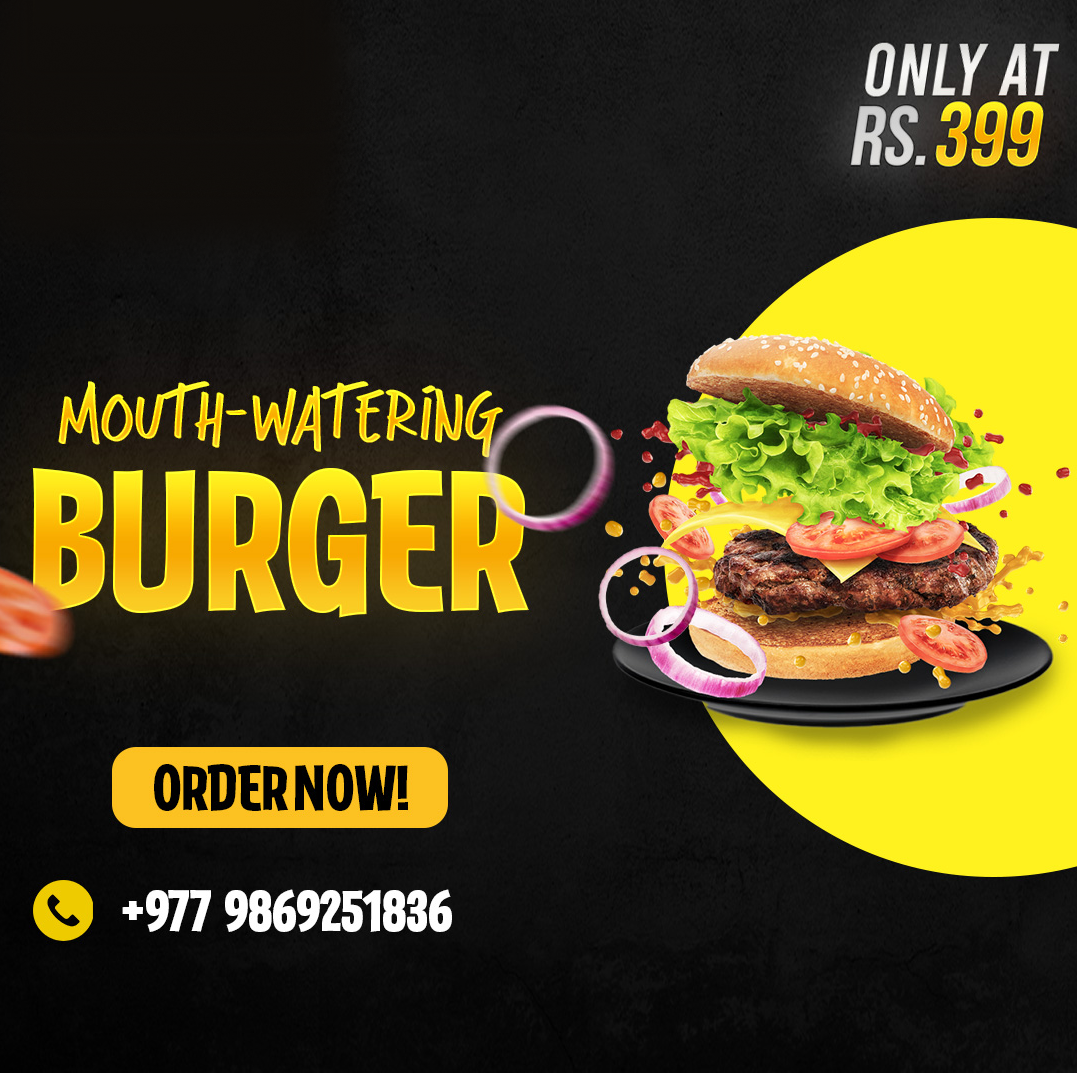 ONLY AT
RS. 399
MOUTH-WATERING
BURGER
ORDER NOW!
+977 9869251836